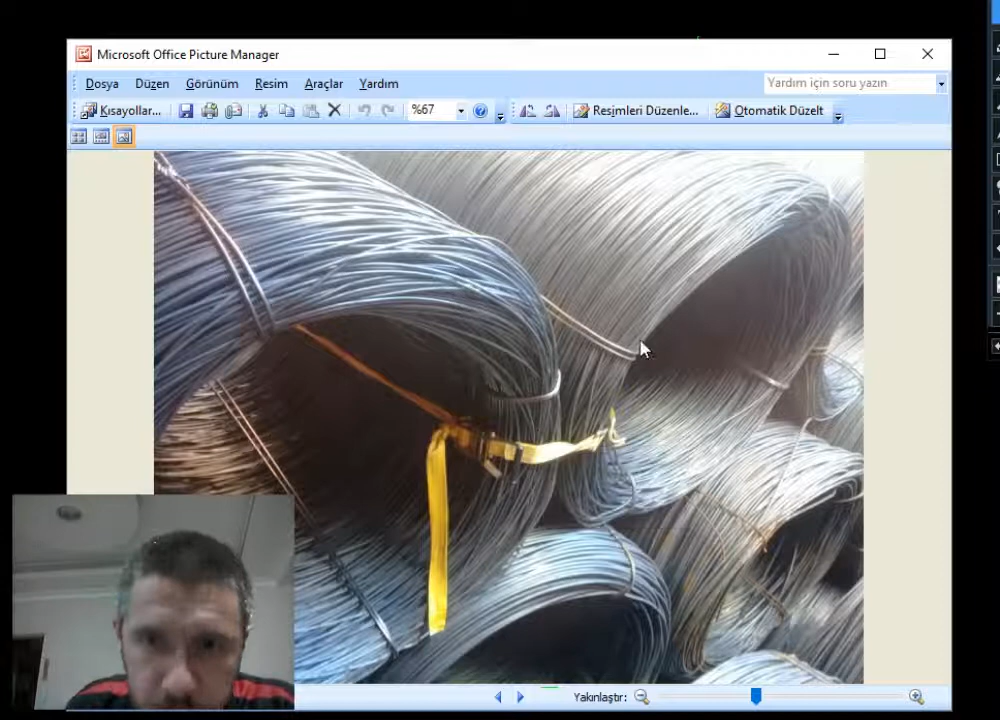 Microsoft Office Picture Manager
Dosya Düzen Görünüm Resim Araçlar Yardım Yardım için soru yazın
Kısayollar... %67 Resimleri Düzenle... Otomatik Düzelt
Yakınlaştır: